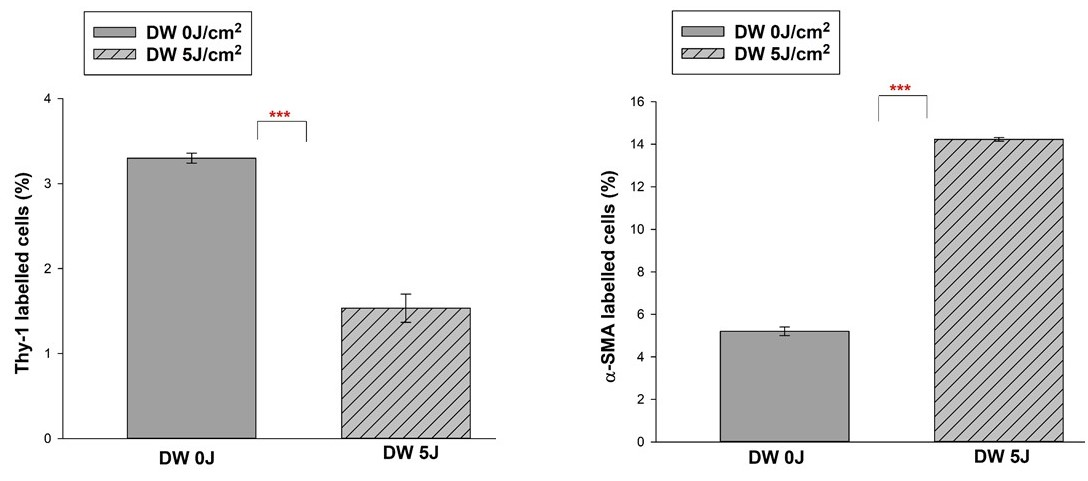 DW 0J/cm²
DW 5J/cm²
Thy-1 labelled cells (%)
4
3
2
1
0
***
DW 0J
DW 5J
DW 0J/cm²
DW 5J/cm²
α-SMA labelled cells (%)
16
14
12
10
8
6
4
2
0
***
DW 0J
DW 5J